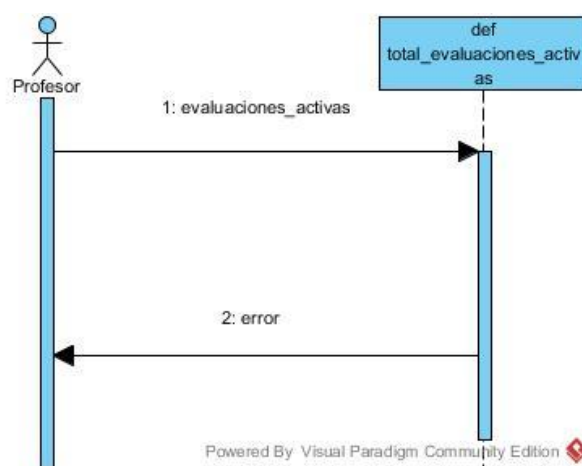 def
total_evaluaciones_activ
as
Profesor
1: evaluaciones_activas
2: error
Powered By Visual Paradigm Community Edition